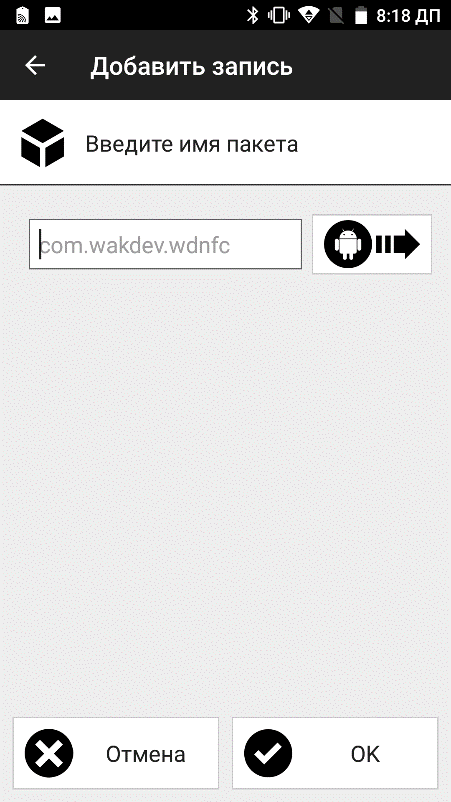 8:18 ДП
Добавить запись
Введите имя пакета
com.wakdev.wdnfc
Отмена
OK